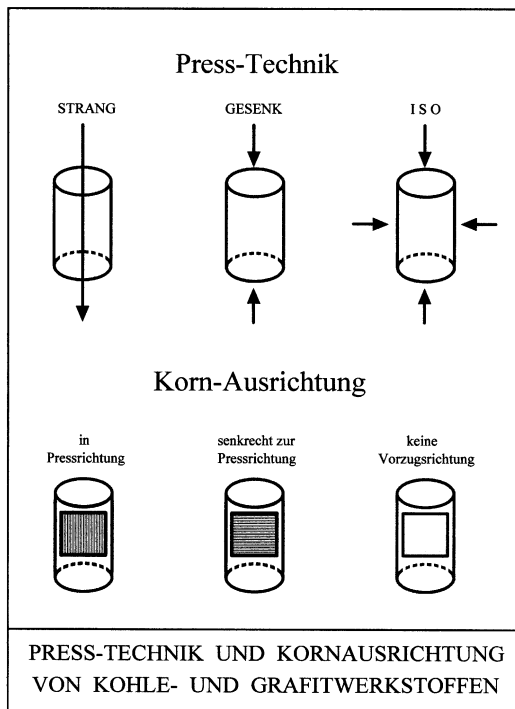 Press-Technik
STRANG GESENK I S O
Korn-Ausrichtung
in senkrecht zur keine
Pressrichtung Pressrichtung Vorzugsrichtung
PRESS-TECHNIK UND KORNAUSRICHTUNG
VON KOHLE- UND GRAFITWERKSTOFFEN